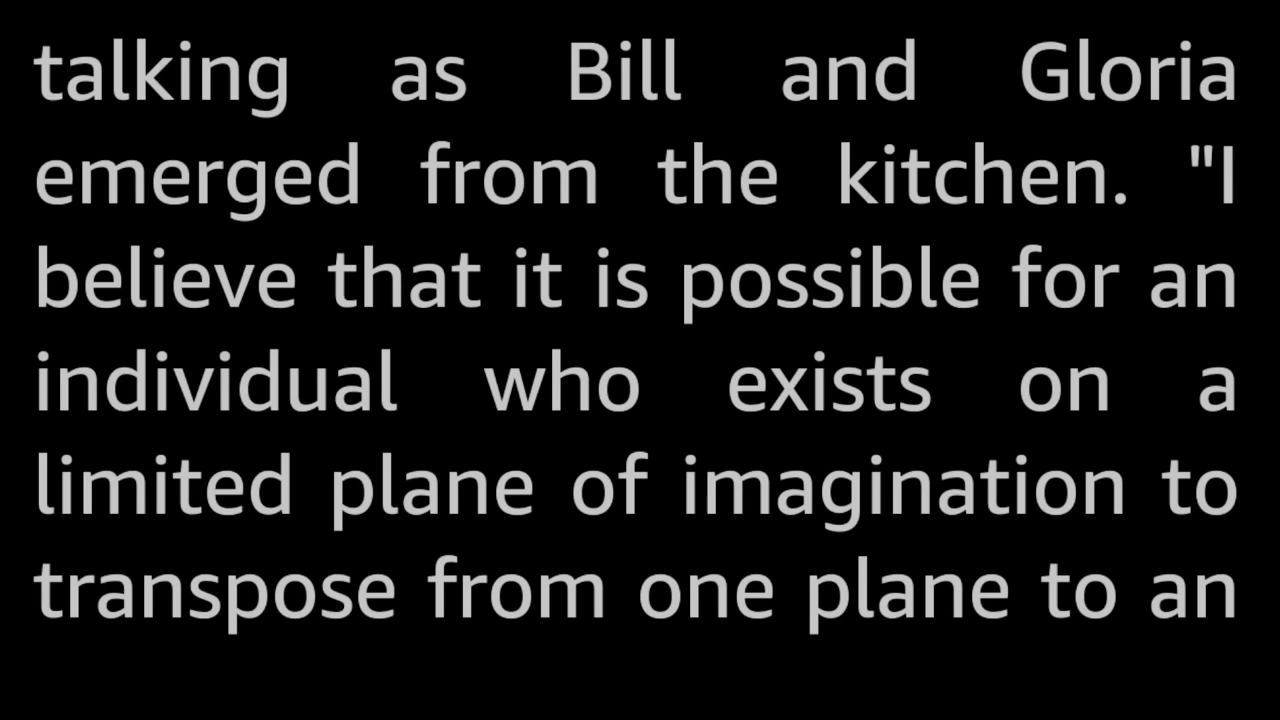 talking as Bill and Gloria
emerged from the kitchen. "I
believe that it is possible for an
individual who exists on a
limited plane of imagination to
transpose from one plane to an